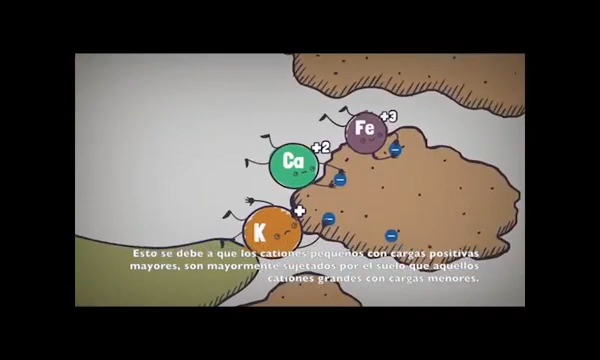 Fe +3
Ca +2
K +
Esto se debe a que los cationes pequeños con cargas positivas
mayores, son mayormente sujetados por el suelo que aquellos
cationes grandes con cargas menores.